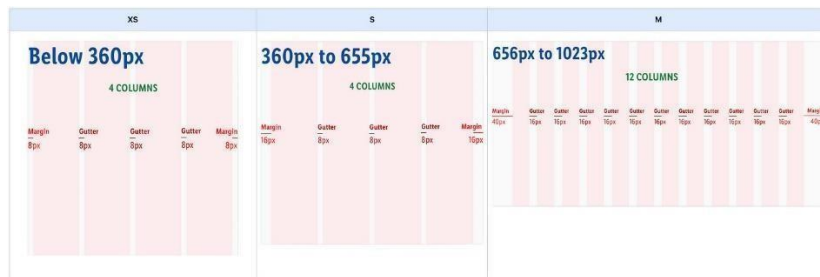 XS
Below 360px
4 COLUMNS
Margin Gutter Gutter Gutter Margin
8px 8px 8px 8px 8px
S
360px to 655px
4 COLUMNS
Margin Gutter Gutter Gutter Margin
16px 8px 8px 8px 16px
M
656px to 1023px
12 COLUMNS
Margin Gutter Gutter Gutter Gutter Gutter Gutter Gutter Gutter Gutter Gutter Gutter Marg
40px 16px 16px 16px 16px 16px 16px 16px 16px 16px 16px 16px 40p